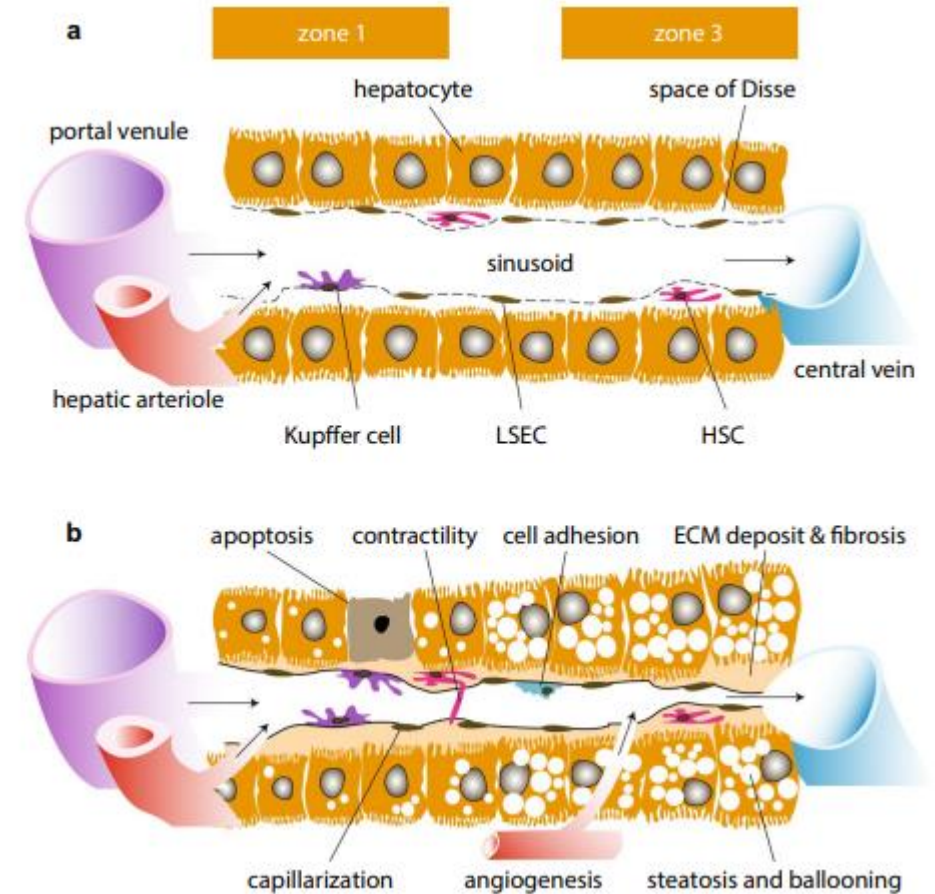 a
zone 1 zone 3
hepatocyte space of Disse
portal venule
sinusoid
central vein
hepatic arteriole
Kupffer cell LSEC HSC
b
apoptosis contractility cell adhesion ECM deposit & fibrosis
capillarization angiogenesis steatosis and ballooning